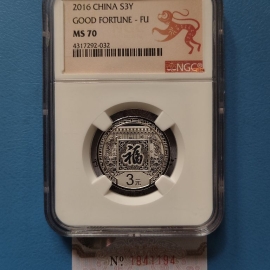 2016 CHINA S3Y
GOOD FORTUNE - FU
MS 70
4317292-032
NGC
福
3元
№ 1841194